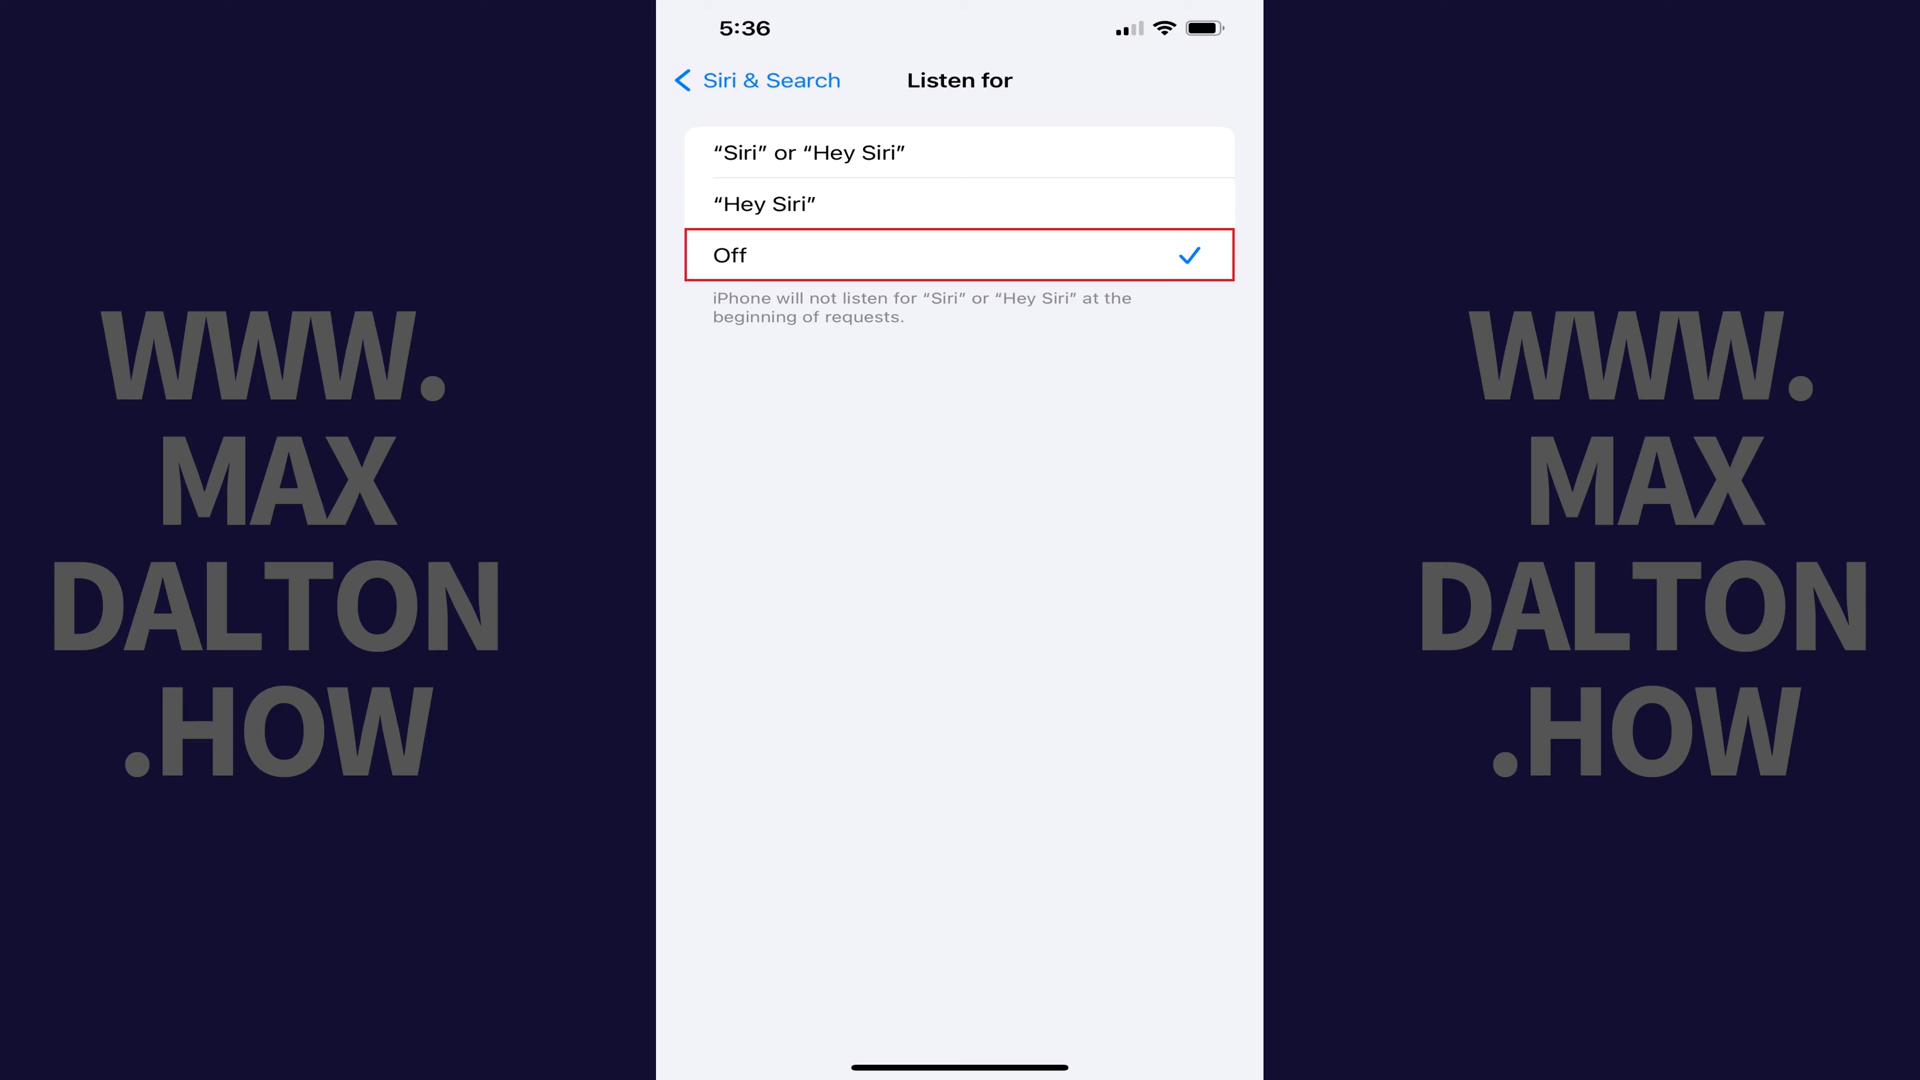 WWW.
MAX
DALTON
.HOW
5:36
Siri & Search
Listen for
“Siri” or “Hey Siri”
“Hey Siri”
Off
iPhone will not listen for “Siri” or “Hey Siri” at the
beginning of requests.
WWW.
MAX
DALTON
.HOW